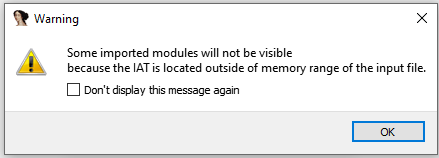 Warning
Some imported modules will not be visible
because the IAT is located outside of memory range of the input file.
Don't display this message again
OK